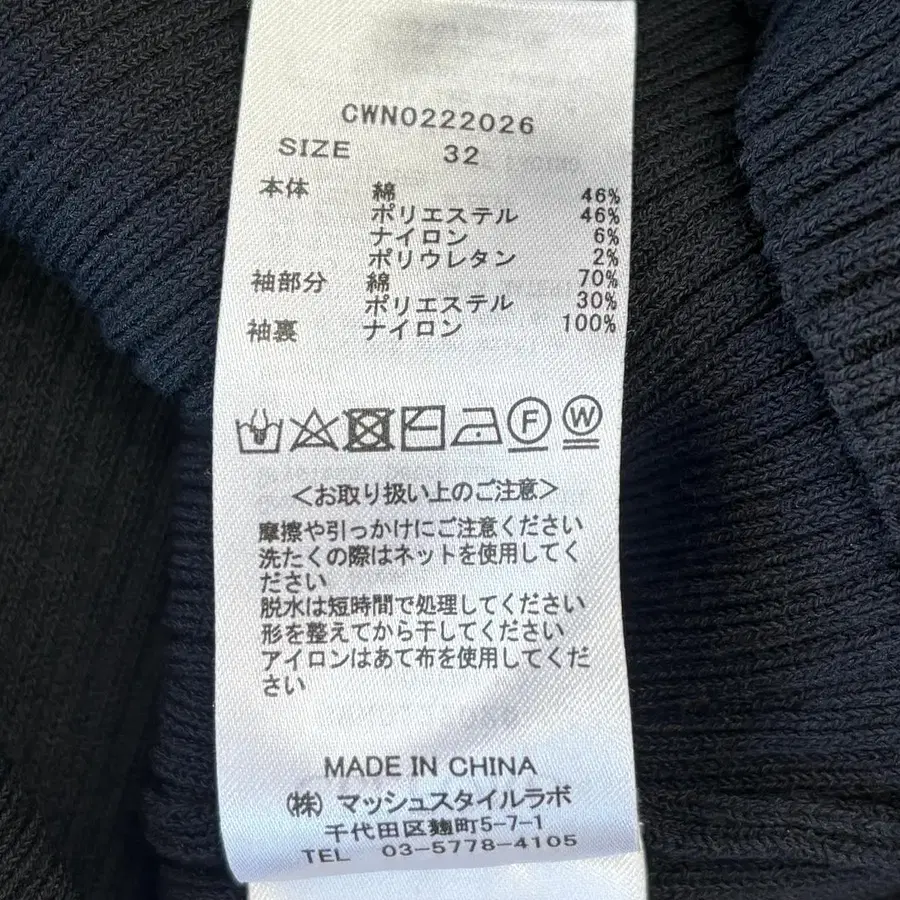 CWNO222026
SIZE 32
本体 綿 46%
ポリエステル 46%
ナイロン 6%
ポリウレタン 2%
袖部分 綿 70%
ポリエステル 30%
袖裏 ナイロン 100%
F W
＜お取り扱い上のご注意＞
摩擦や引っかけにご注意ください
洗たくの際はネットを使用してく
ださい
脱水は短時間で処理してください
形を整えてから干してください
アイロンはあて布を使用してくだ
さい
MADE IN CHINA
(株) マッシュスタイルラボ
千代田区麹町5-7-1
TEL 03-5778-4105